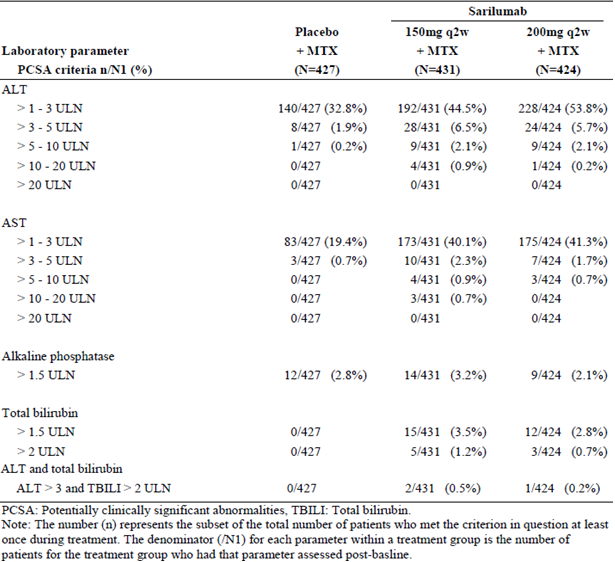 Sarilumab
Placebo 150mg q2w 200mg q2w
Laboratory parameter + MTX + MTX + MTX
PCSA criteria n/N1 (%) (N=427) (N=431) (N=424)
ALT
> 1 - 3 ULN 140/427 (32.8%) 192/431 (44.5%) 228/424 (53.8%)
> 3 - 5 ULN 8/427 (1.9%) 28/431 (6.5%) 24/424 (5.7%)
> 5 - 10 ULN 1/427 (0.2%) 9/431 (2.1%) 9/424 (2.1%)
> 10 - 20 ULN 0/427 4/431 (0.9%) 1/424 (0.2%)
> 20 ULN 0/427 0/431 0/424
AST
> 1 - 3 ULN 83/427 (19.4%) 173/431 (40.1%) 175/424 (41.3%)
> 3 - 5 ULN 3/427 (0.7%) 10/431 (2.3%) 7/424 (1.7%)
> 5 - 10 ULN 0/427 4/431 (0.9%) 3/424 (0.7%)
> 10 - 20 ULN 0/427 3/431 (0.7%) 0/424
> 20 ULN 0/427 0/431 0/424
Alkaline phosphatase
> 1.5 ULN 12/427 (2.8%) 14/431 (3.2%) 9/424 (2.1%)
Total bilirubin
> 1.5 ULN 0/427 15/431 (3.5%) 12/424 (2.8%)
> 2 ULN 0/427 5/431 (1.2%) 3/424 (0.7%)
ALT and total bilirubin
ALT > 3 and TBILI > 2 ULN 0/427 2/431 (0.5%) 1/424 (0.2%)
PCSA: Potentially clinically significant abnormalities, TBILI: Total bilirubin.
Note: The number (n) represents the subset of the total number of patients who met the criterion in question at least
once during treatment. The denominator (/N1) for each parameter within a treatment group is the number of
patients for the treatment group who had that parameter assessed post-basline.